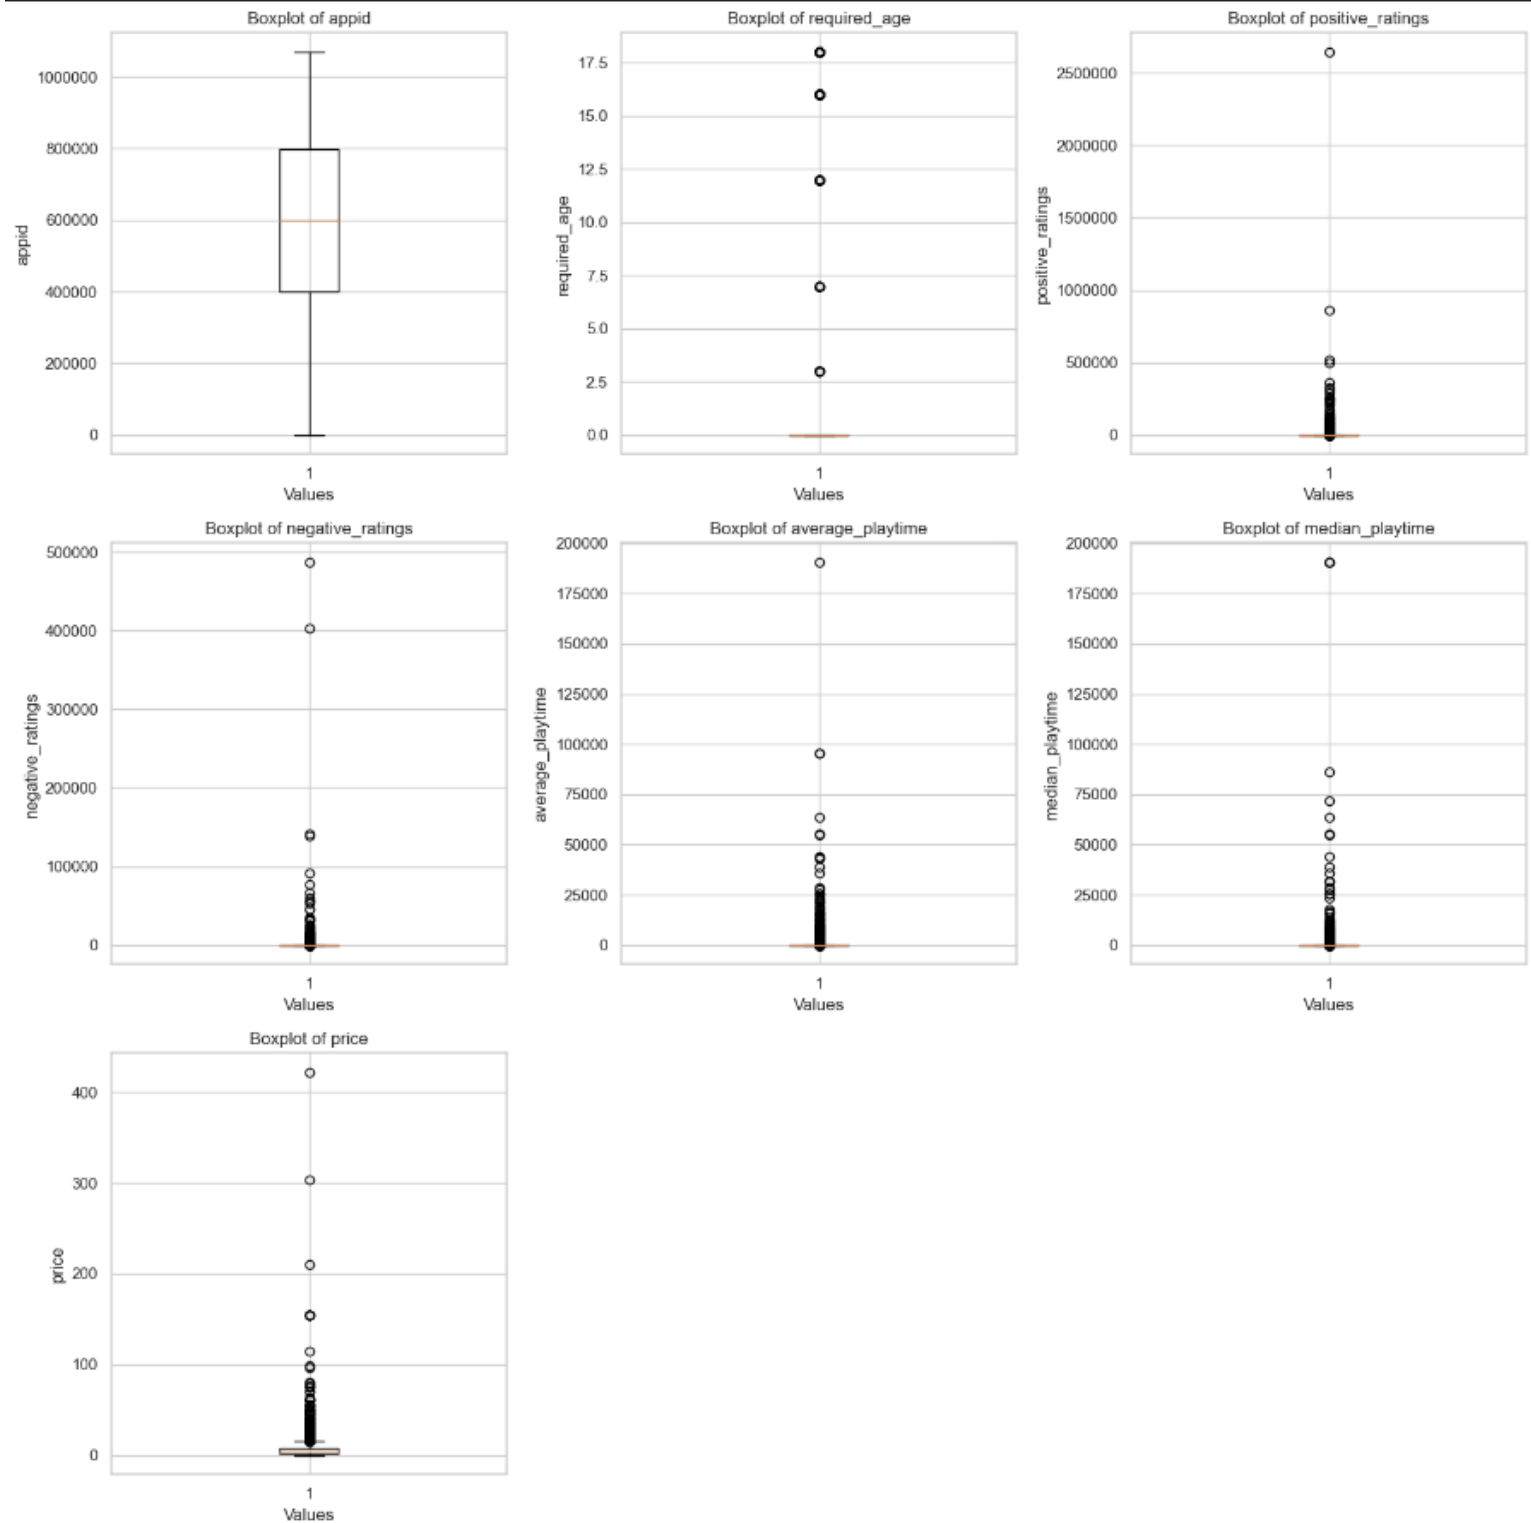 Boxplot of appid
1000000
800000
600000
400000
200000
0
appid
1
Values
Boxplot of required_age
17.5
15.0
12.5
10.0
7.5
5.0
2.5
0.0
required_age
1
Values
Boxplot of positive_ratings
2500000
2000000
1500000
1000000
500000
0
positive_ratings
1
Values
Boxplot of negative_ratings
500000
400000
300000
200000
100000
0
negative_ratings
1
Values
Boxplot of average_playtime
200000
175000
150000
125000
100000
75000
50000
25000
0
average_playtime
1
Values
Boxplot of median_playtime
200000
175000
150000
125000
100000
75000
50000
25000
0
median_playtime
1
Values
Boxplot of price
400
300
200
100
0
price
1
Values